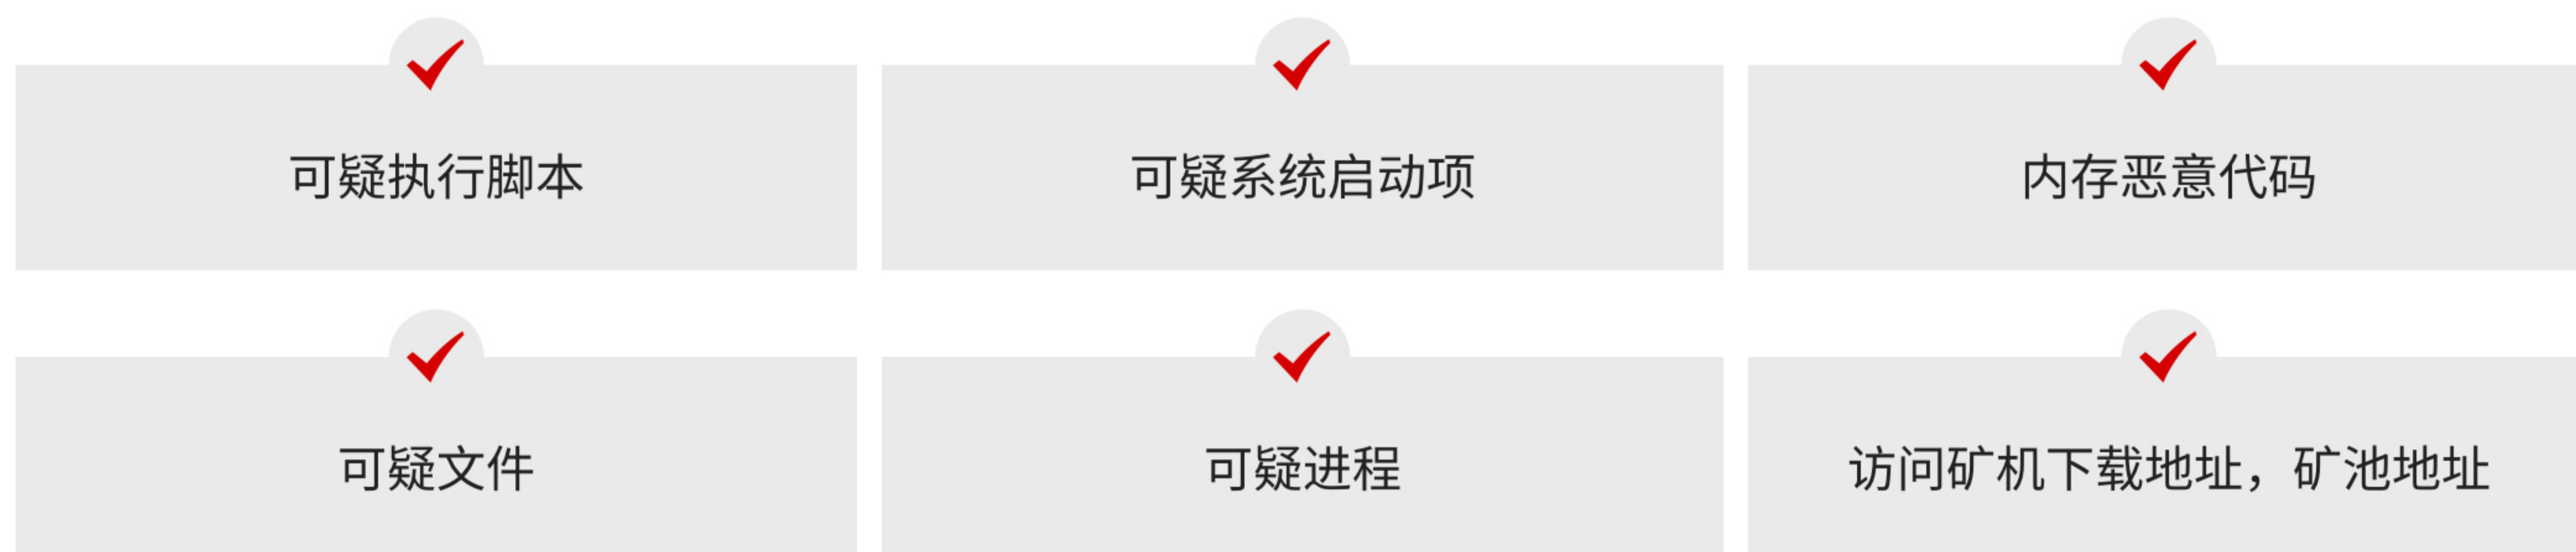 可疑执行脚本
可疑系统启动项
内存恶意代码
可疑文件
可疑进程
访问矿机下载地址，矿池地址